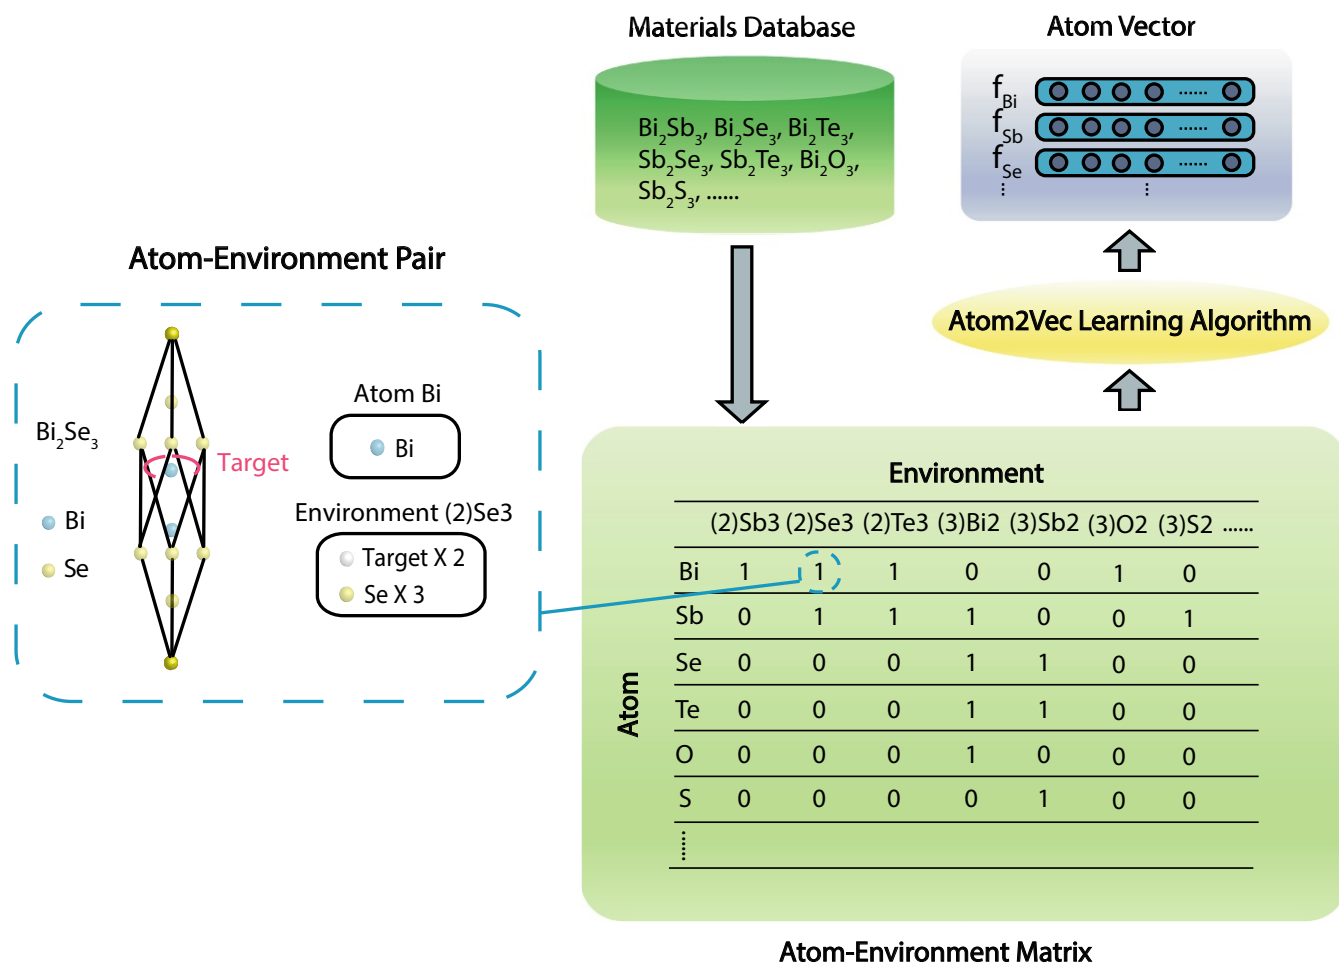 Materials Database
Bi₂Sb₃, Bi₂Se₃, Bi₂Te₃,
Sb₂Se₃, Sb₂Te₃, Bi₂O₃,
Sb₂S₃, ......
Atom Vector
f_Bi ......
f_Sb ......
f_Se ......
Atom2Vec Learning Algorithm
Atom-Environment Pair
Bi₂Se₃
Target
Bi
Se
Atom Bi
Bi
Environment (2)Se3
Target X 2
Se X 3
Environment
(2)Sb3 (2)Se3 (2)Te3 (3)Bi2 (3)Sb2 (3)O2 (3)S2 ......
Atom
Bi 1 1 1 0 0 1 0
Sb 0 1 1 1 0 0 1
Se 0 0 0 1 1 0 0
Te 0 0 0 1 1 0 0
O 0 0 0 1 0 0 0
S 0 0 0 0 1 0 0
Atom-Environment Matrix